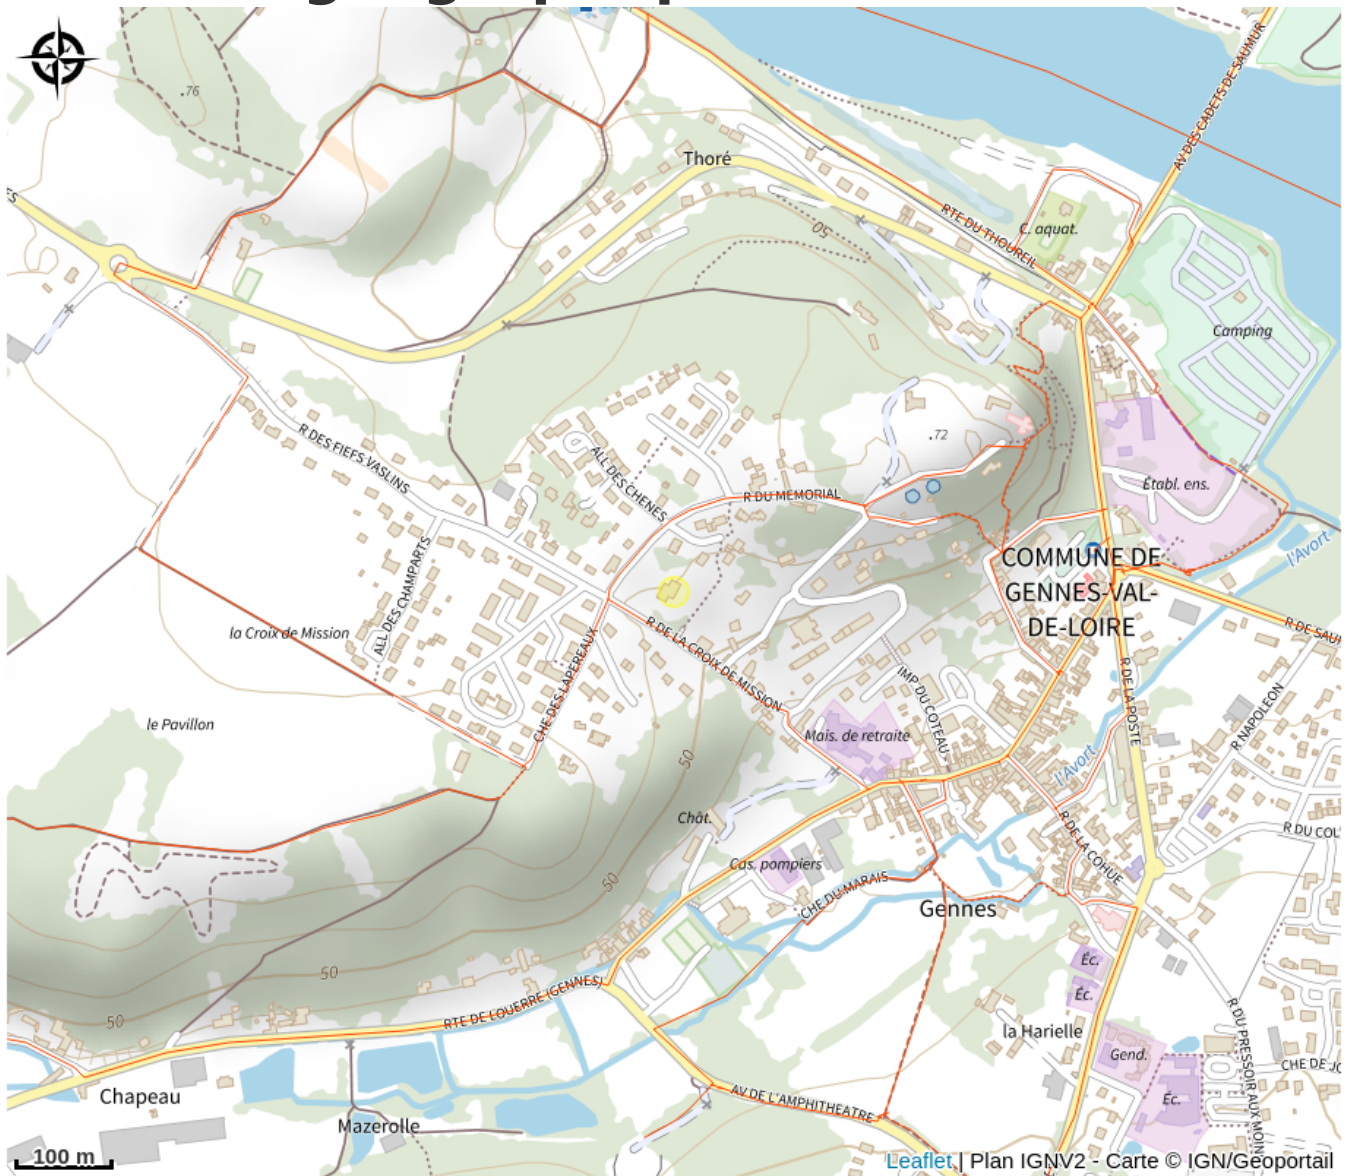 .76
Thoré
AV DES CADETS DE SAUMUR
RTE DU THOUREIL
C. aquat.
50
Camping
.72
R DES FIEFS VASLINS
ALL DES CHENES
R DU MEMORIAL
Établ. ens.
l'Avort
COMMUNE DE
GENNES-VAL-
DE-LOIRE
ALL DES CHAMPARTS
la Croix de Mission
CHE DES LAPEREAUX
R DE LA CROIX DE MISSION
R DE SAU
IMP DU COTEAU
R DE LA POSTE
R NAPOLEON
le Pavillon
Mais. de retraite
50
l'Avort
Chât.
R DE LA COHUE
R DU COL
Cas. pompiers
50
CHE DU MARAIS
Gennes
Éc.
50
Éc.
RTE DE LOUERRE (GENNES)
50
la Harielle
R DU PRESSOIR AUX MOIN
Gend.
CHE DE JO
Chapeau
AV DE L'AMPHITHEATRE
Éc.
Mazerolle
100 m
Leaflet | Plan IGNV2 - Carte © IGN/Geoportail